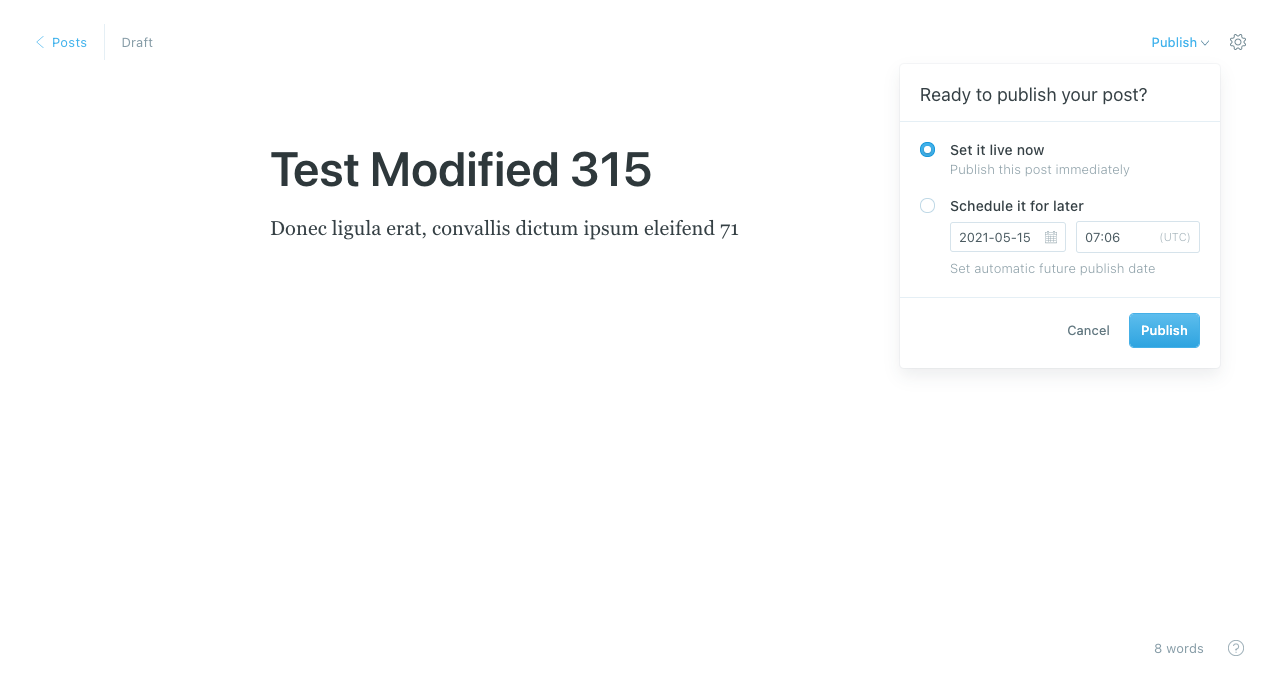 Posts
Draft
Publish
Ready to publish your post?
Set it live now
Publish this post immediately
Schedule it for later
2021-05-15
07:06 (UTC)
Set automatic future publish date
Cancel
Publish
Test Modified 315
Donec ligula erat, convallis dictum ipsum eleifend 71
8 words
?